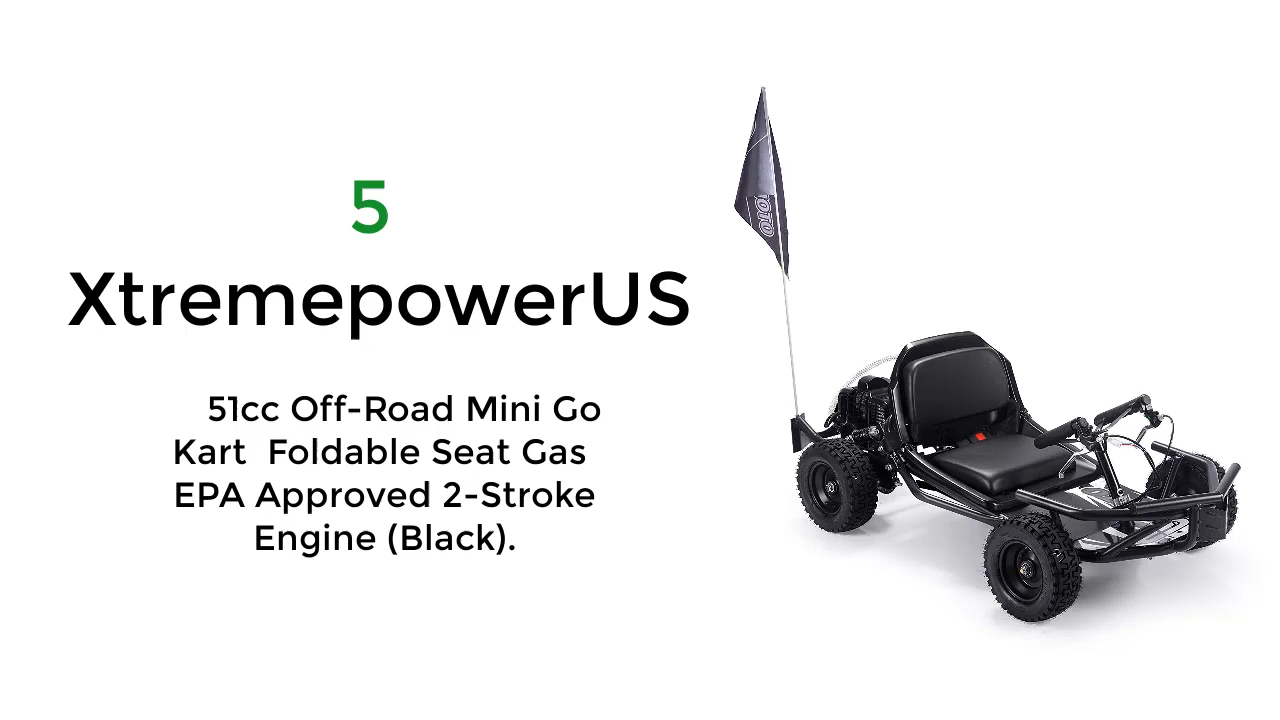 5
XtremepowerUS
51cc Off-Road Mini Go
Kart  Foldable Seat Gas
EPA Approved 2-Stroke
Engine (Black).